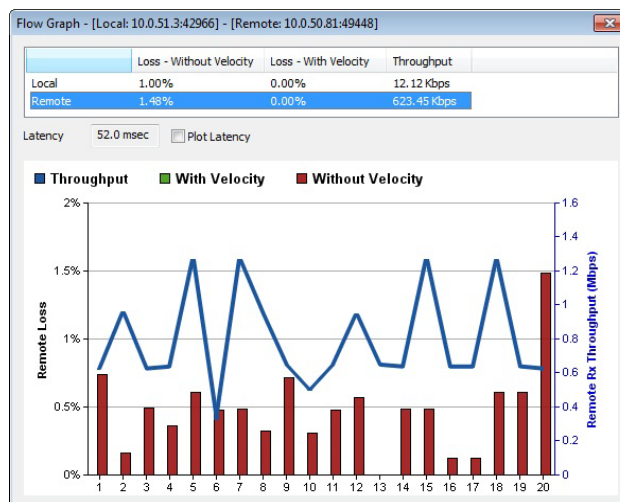 Flow Graph - [Local: 10.0.51.3:42966] - [Remote: 10.0.50.81:49448]
Loss - Without Velocity Loss - With Velocity Throughput
Local 1.00% 0.00% 12.12 Kbps
Remote 1.48% 0.00% 623.45 Kbps
Latency 52.0 msec Plot Latency
Throughput With Velocity Without Velocity
2% 1.6
1.4
1.5% 1.2
1
1% 0.8
0.6
0.5% 0.4
0.2
0% 0
Remote Loss
Remote Rx Throughput (Mbps)
1 2 3 4 5 6 7 8 9 10 11 12 13 14 15 16 17 18 19 20